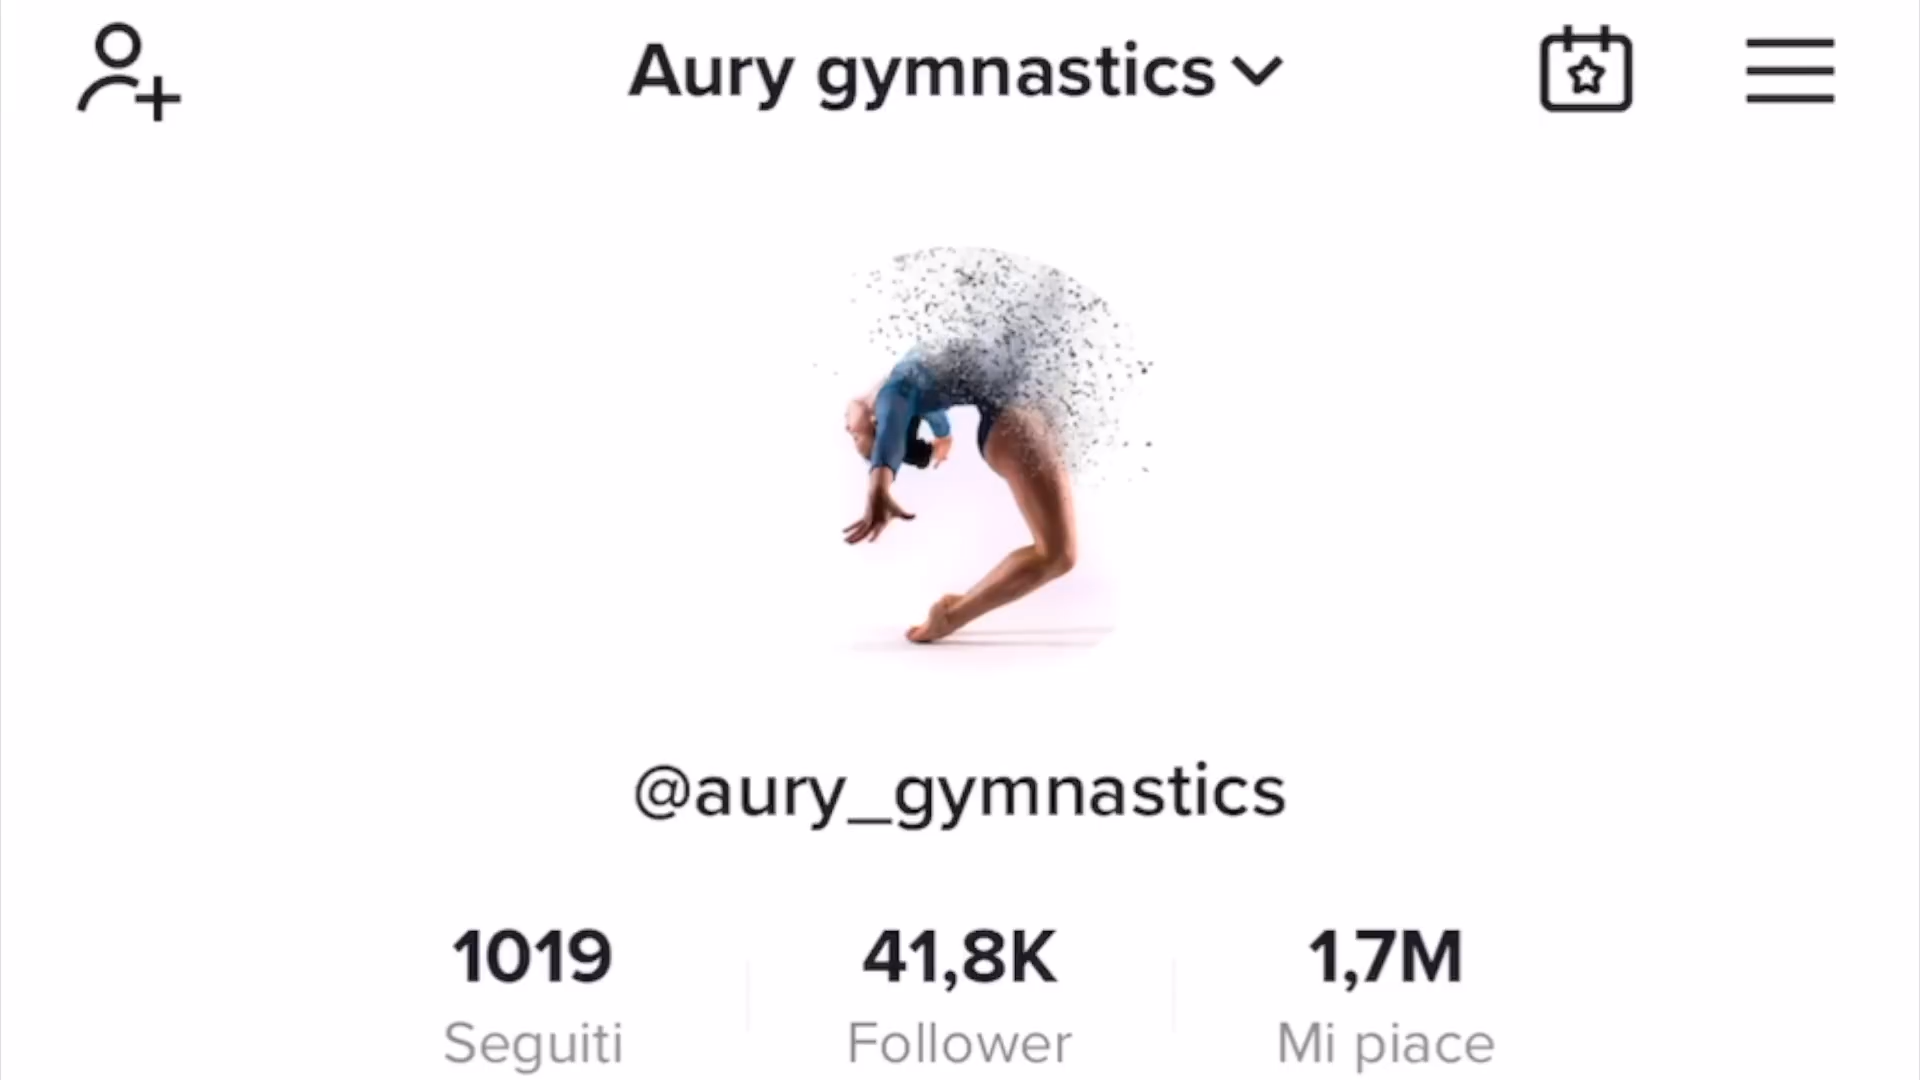 Aury gymnastics
@aury_gymnastics
1019 41,8K 1,7M
Seguiti Follower Mi piace